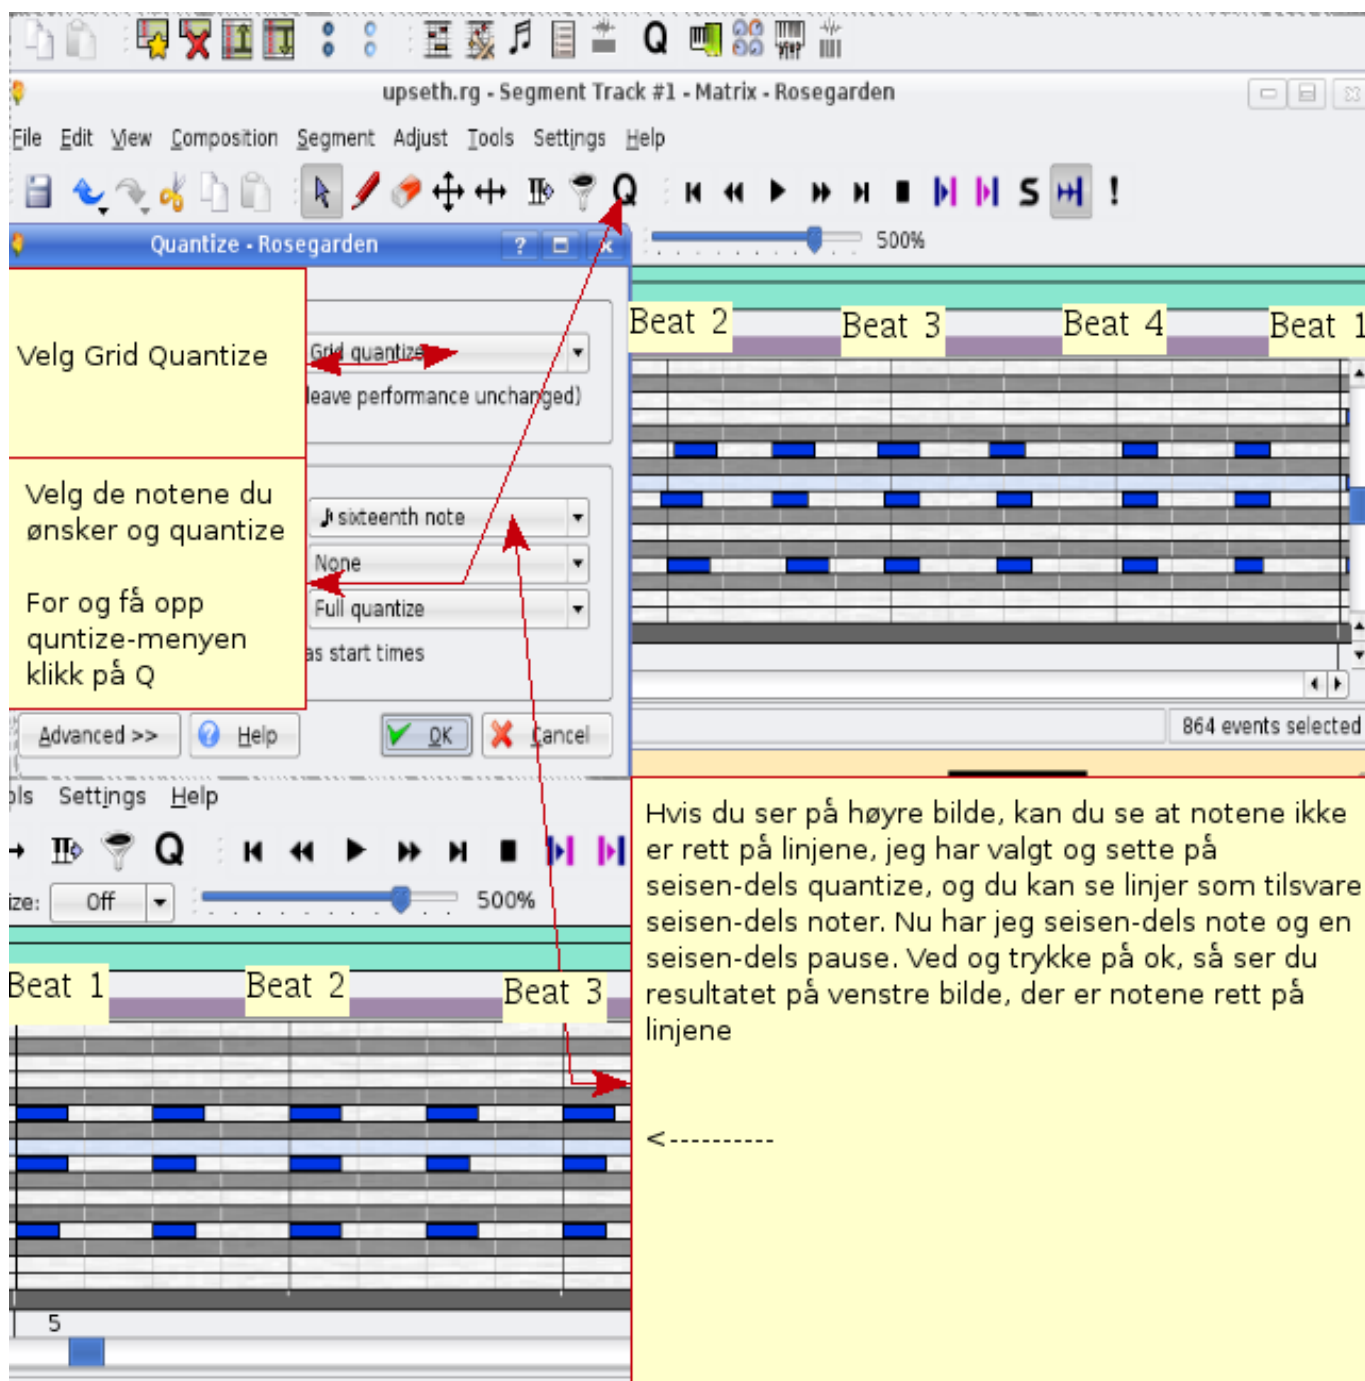 Q
upseth.rg - Segment Track #1 - Matrix - Rosegarden
File Edit View Composition Segment Adjust Tools Settings Help
Q S !
Quantize - Rosegarden ?
500%
Beat 2 Beat 3 Beat 4 Beat 1
Velg Grid Quantize
Grid quantize
leave performance unchanged)
Velg de notene du
ønsker og quantize
For og få opp
quntize-menyen
klikk på Q
sixteenth note
None
Full quantize
as start times
Advanced >> Help OK Cancel
864 events selected
ols Settings Help
Q
ize: Off 500%
Beat 1 Beat 2 Beat 3
5
Hvis du ser på høyre bilde, kan du se at notene ikke
er rett på linjene, jeg har valgt og sette på
seisen-dels quantize, og du kan se linjer som tilsvare
seisen-dels noter. Nu har jeg seisen-dels note og en
seisen-dels pause. Ved og trykke på ok, så ser du
resultatet på venstre bilde, der er notene rett på
linjene
<----------